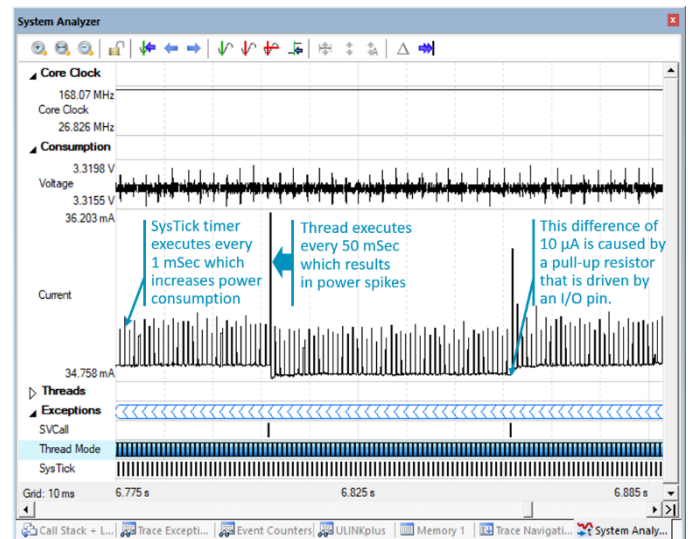 System Analyzer
Core Clock
168.07 MHz
Core Clock
26.826 MHz
Consumption
3.3198 V
Voltage
3.3155 V
36.203 mA
SysTick timer
executes every
1 mSec which
increases power
consumption
Thread executes
every 50 mSec
which results
in power spikes
This difference of
10 µA is caused by
a pull-up resistor
that is driven by
an I/O pin.
Current
34.758 mA
Threads
Exceptions
SVCall
Thread Mode
SysTick
Grid: 10 ms 6.775 s 6.825 s 6.885 s
Call Stack + L... Trace Excepti... Event Counters ULINKplus Memory 1 Trace Navigati... System Analy...